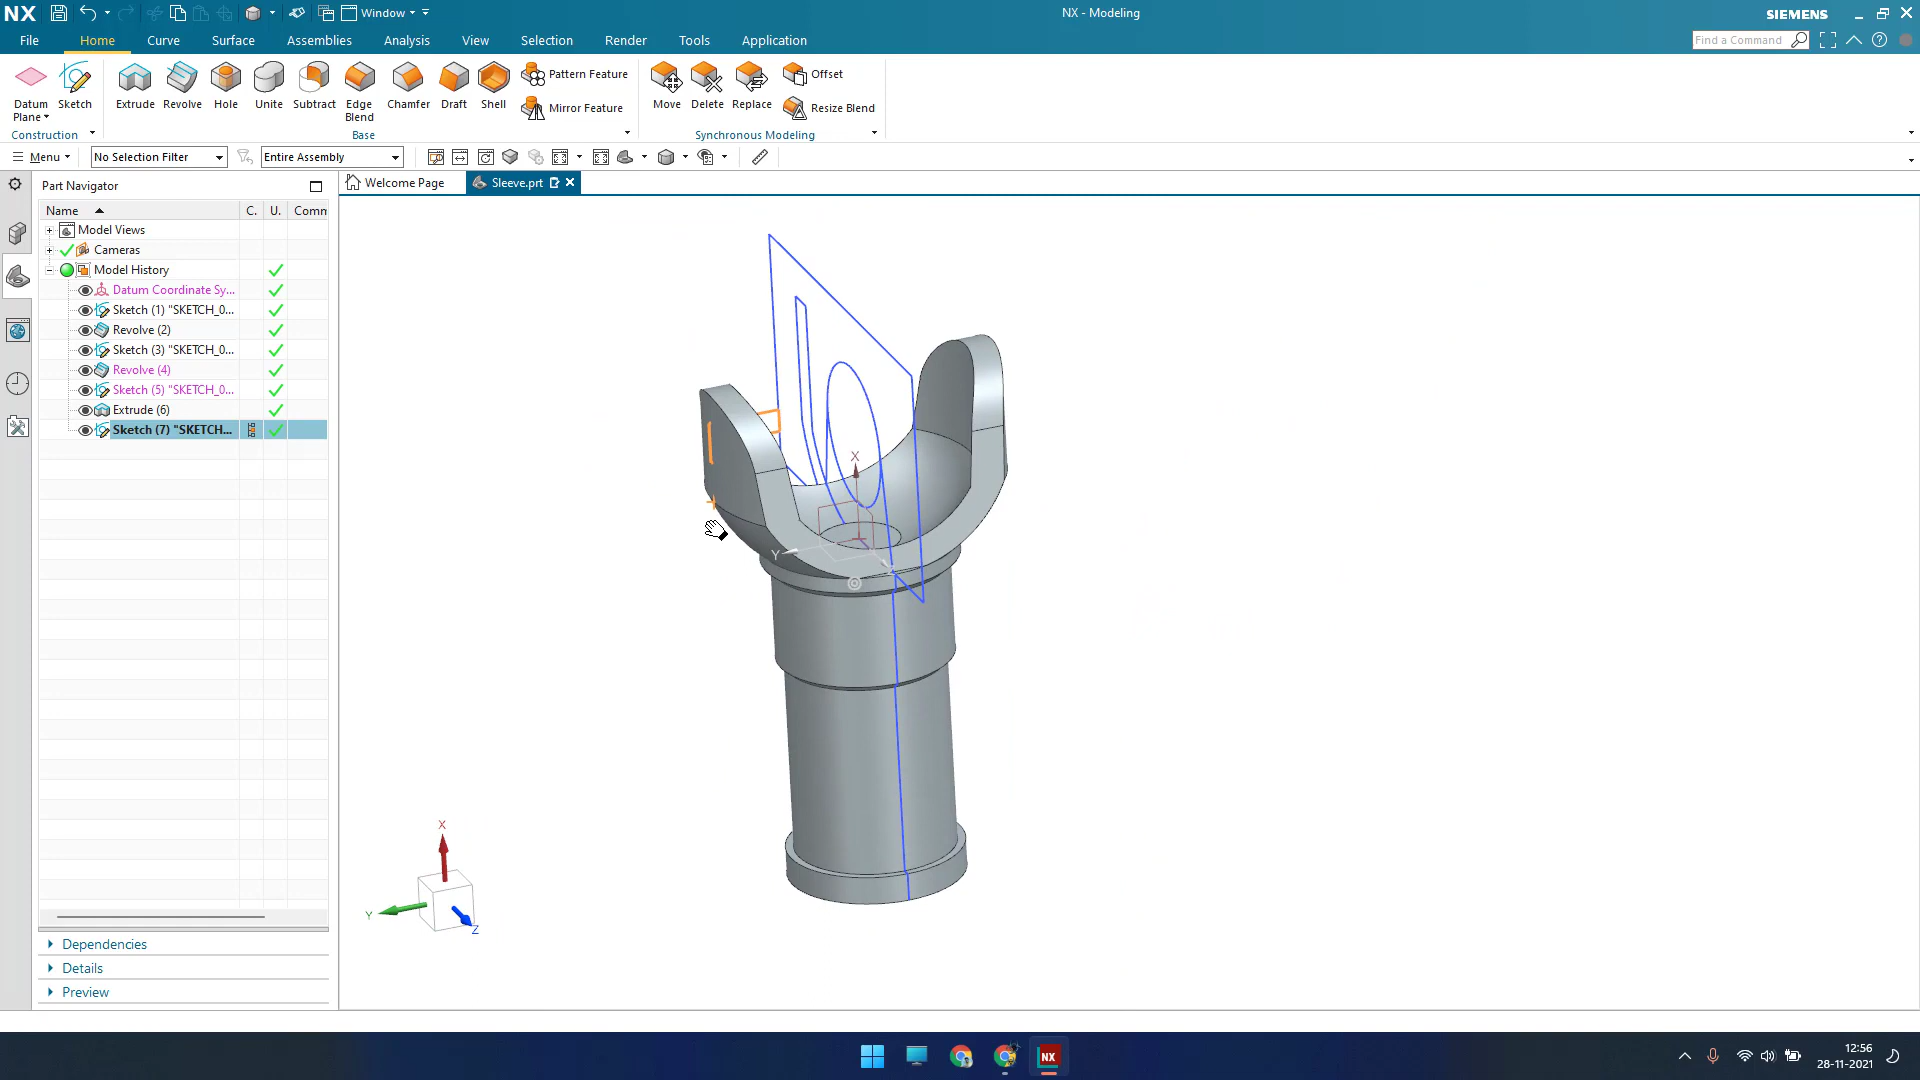 NX
Window
NX - Modeling
SIEMENS
File
Home
Curve
Surface
Assemblies
Analysis
View
Selection
Render
Tools
Application
Find a Command
Datum
Plane
Sketch
Extrude
Revolve
Hole
Unite
Subtract
Edge
Blend
Chamfer
Draft
Shell
Pattern Feature
Mirror Feature
Move
Delete
Replace
Offset
Resize Blend
Construction
Base
Synchronous Modeling
Menu
No Selection Filter
Entire Assembly
Part Navigator
Welcome Page
Sleeve.prt
Name
C.
U.
Comm
Model Views
Cameras
Model History
Datum Coordinate Sy...
Sketch (1) "SKETCH_0...
Revolve (2)
Sketch (3) "SKETCH_0...
Revolve (4)
Sketch (5) "SKETCH_0...
Extrude (6)
Sketch (7) "SKETCH...
X
Y
X
Y
Z
Dependencies
Details
Preview
NX
12:56
28-11-2021